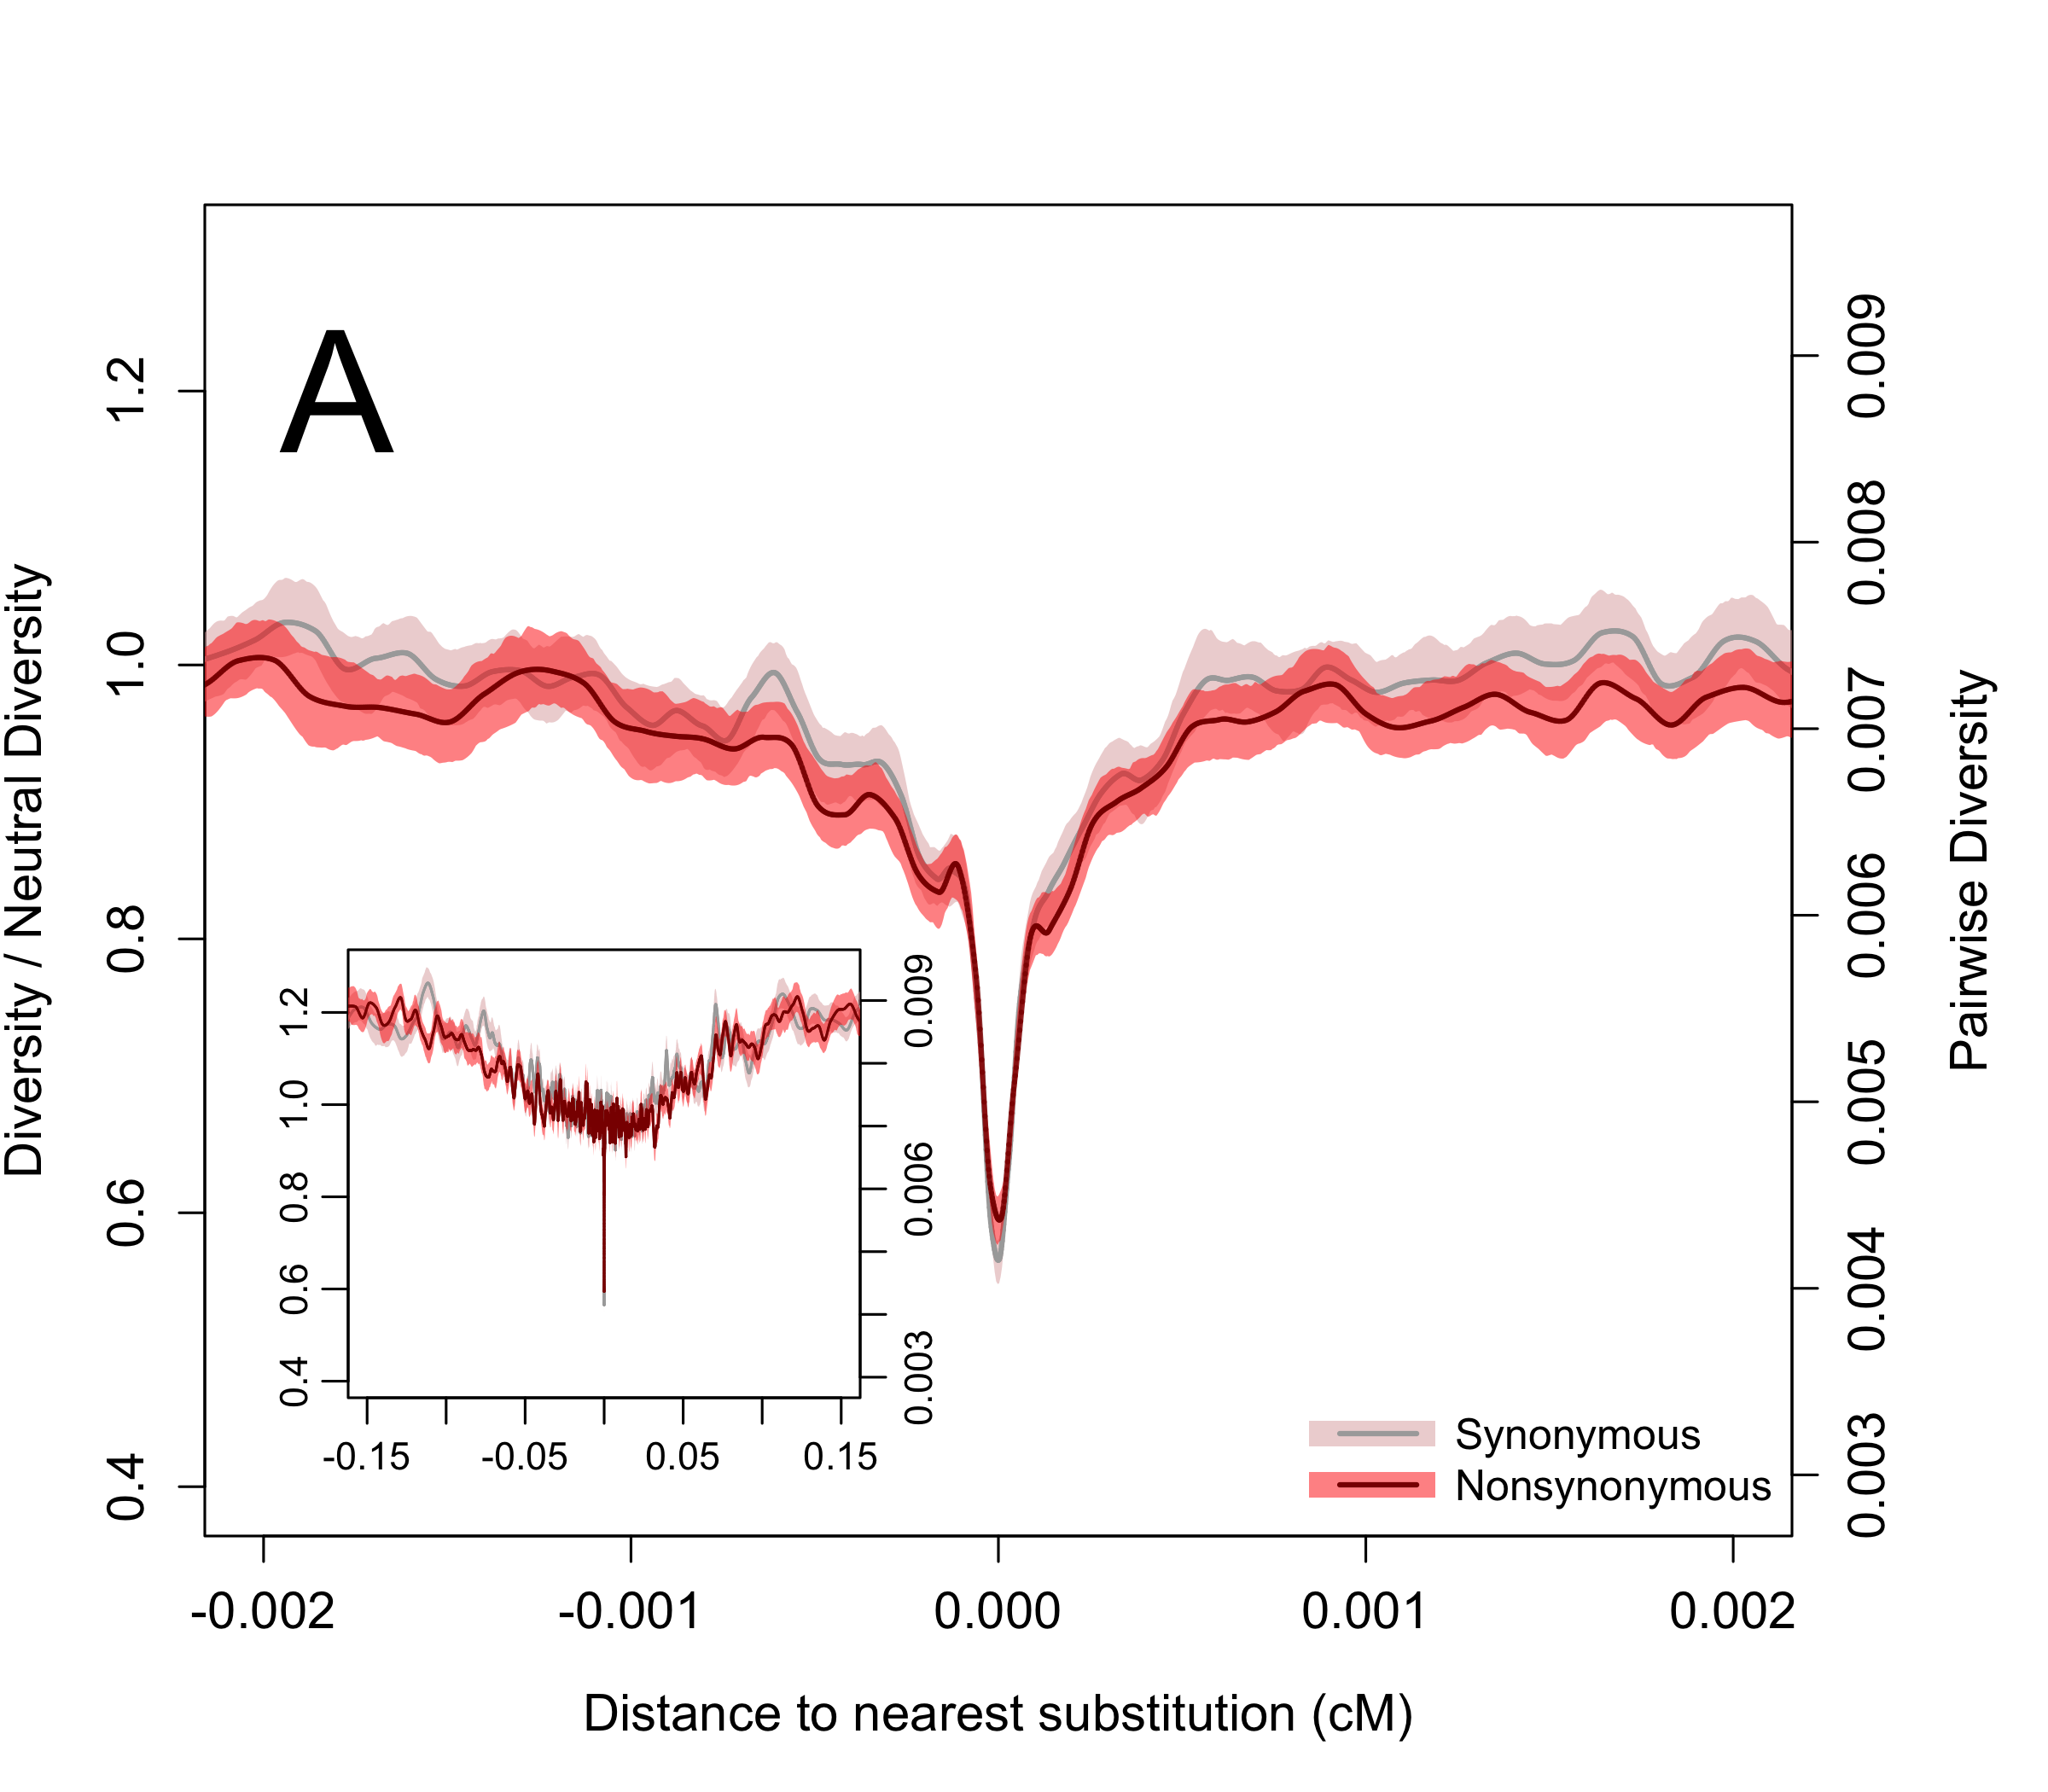 A
Diversity / Neutral Diversity
1.2
1.0
0.8
0.6
0.4
Pairwise Diversity
0.009
0.008
0.007
0.006
0.005
0.004
0.003
1.2
1.0
0.8
0.6
0.4
0.009
0.006
0.003
-0.15 -0.05 0.05 0.15
Synonymous
Nonsynonymous
-0.002 -0.001 0.000 0.001 0.002
Distance to nearest substitution (cM)